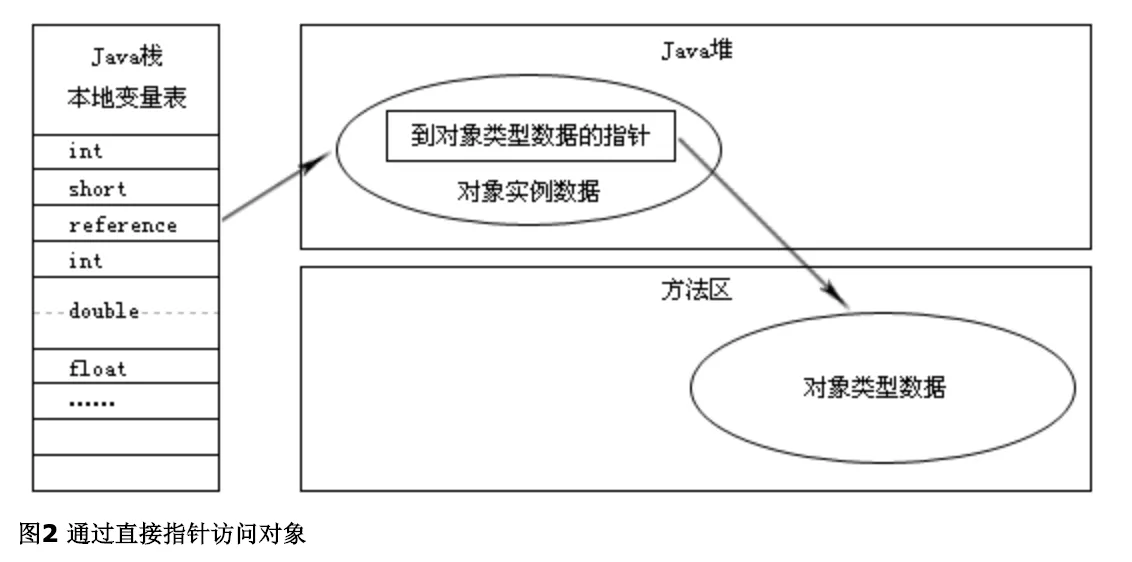 Java栈
本地变量表
int
short
reference
int
double
float
......
Java堆
到对象类型数据的指针
对象实例数据
方法区
对象类型数据
图2 通过直接指针访问对象